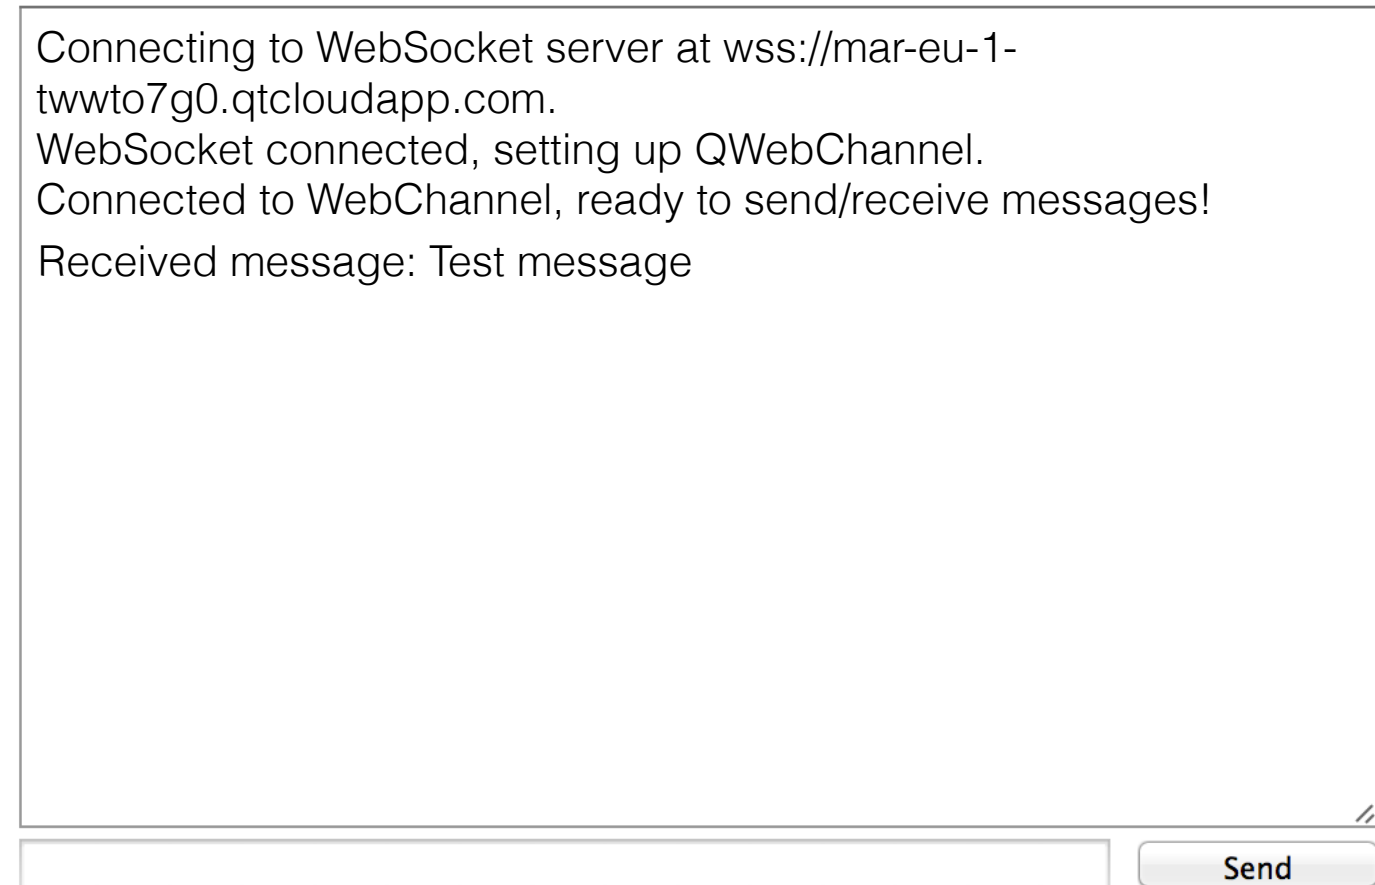 Connecting to WebSocket server at wss://mar-eu-1-
twwto7g0.qtcloudapp.com.
WebSocket connected, setting up QWebChannel.
Connected to WebChannel, ready to send/receive messages!
Received message: Test message
Send